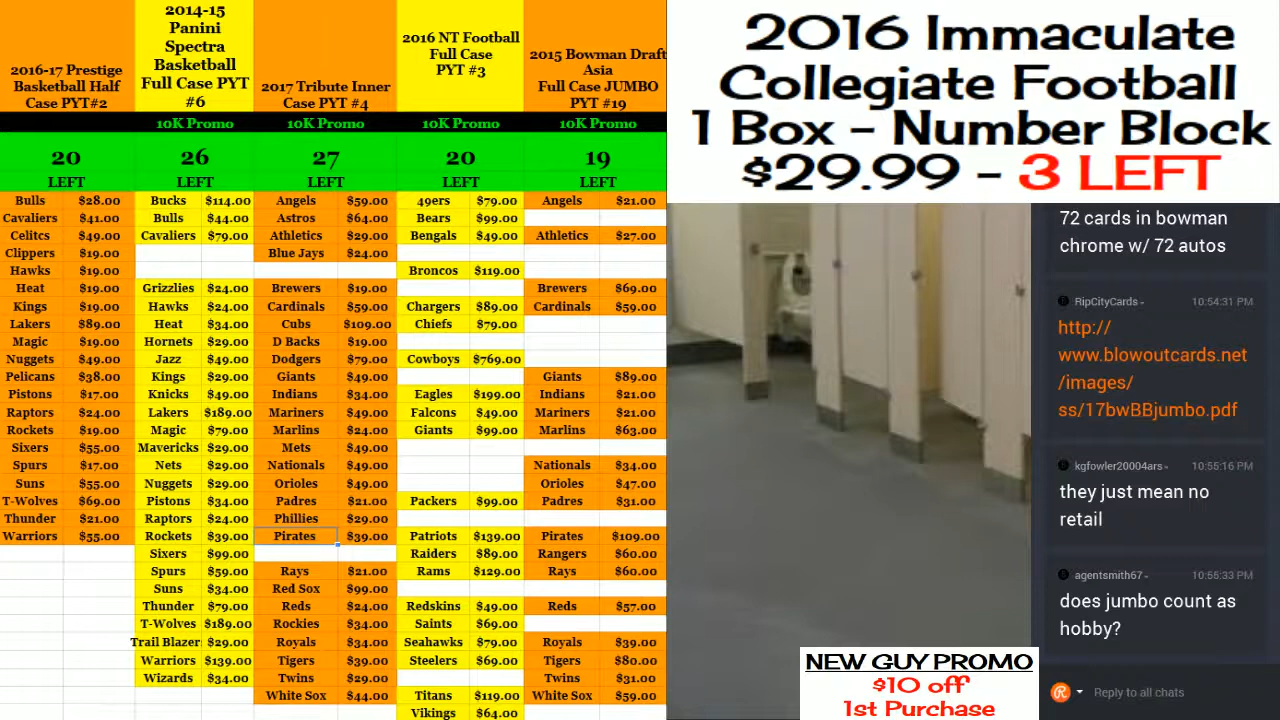 2016-17 Prestige
Basketball Half
Case PYT#2
20
LEFT
Bulls $28.00
Cavaliers $41.00
Celitcs $49.00
Clippers $19.00
Hawks $19.00
Heat $19.00
Kings $19.00
Lakers $89.00
Magic $19.00
Nuggets $49.00
Pelicans $38.00
Pistons $17.00
Raptors $24.00
Rockets $19.00
Sixers $55.00
Spurs $17.00
Suns $55.00
T-Wolves $69.00
Thunder $21.00
Warriors $55.00
2014-15
Panini
Spectra
Basketball
Full Case PYT
#6
10K Promo
26
LEFT
Bucks $114.00
Bulls $44.00
Cavaliers $79.00
Grizzlies $24.00
Hawks $24.00
Heat $34.00
Hornets $29.00
Jazz $49.00
Kings $29.00
Knicks $49.00
Lakers $189.00
Magic $79.00
Mavericks $29.00
Nets $29.00
Nuggets $29.00
Pistons $34.00
Raptors $24.00
Rockets $39.00
Sixers $99.00
Spurs $59.00
Suns $34.00
Thunder $79.00
T-Wolves $189.00
Trail Blazer $29.00
Warriors $139.00
Wizards $34.00
2017 Tribute Inner
Case PYT #4
10K Promo
27
LEFT
Angels $59.00
Astros $64.00
Athletics $29.00
Blue Jays $24.00
Brewers $19.00
Cardinals $59.00
Cubs $109.00
D Backs $19.00
Dodgers $79.00
Giants $49.00
Indians $34.00
Mariners $49.00
Marlins $24.00
Mets $49.00
Nationals $49.00
Orioles $49.00
Padres $21.00
Phillies $29.00
Pirates $39.00
Rays $21.00
Red Sox $99.00
Reds $24.00
Rockies $34.00
Royals $34.00
Tigers $39.00
Twins $29.00
White Sox $44.00
2016 NT Football
Full Case
PYT #3
10K Promo
20
LEFT
49ers $79.00
Bears $99.00
Bengals $49.00
Broncos $119.00
Chargers $89.00
Chiefs $79.00
Cowboys $769.00
Eagles $199.00
Falcons $49.00
Giants $99.00
Packers $99.00
Patriots $139.00
Raiders $89.00
Rams $129.00
Redskins $49.00
Saints $69.00
Seahawks $79.00
Steelers $69.00
Titans $119.00
Vikings $64.00
2015 Bowman Draft
Asia
Full Case JUMBO
PYT #19
10K Promo
19
LEFT
Angels $21.00
Athletics $27.00
Brewers $69.00
Cardinals $59.00
Giants $89.00
Indians $21.00
Mariners $21.00
Marlins $63.00
Nationals $34.00
Orioles $47.00
Padres $31.00
Pirates $109.00
Rangers $60.00
Rays $60.00
Reds $57.00
Royals $39.00
Tigers $80.00
Twins $31.00
White Sox $59.00
2016 Immaculate
Collegiate Football
1 Box - Number Block
$29.99 - 3 LEFT
72 cards in bowman
chrome w/ 72 autos
RipCityCards 10:54:31 PM
http://
www.blowoutcards.net
/images/
ss/17bwBBjumbo.pdf
kgfowler20004ars 10:55:16 PM
they just mean no
retail
agentsmith67 10:55:33 PM
does jumbo count as
hobby?
Reply to all chats
NEW GUY PROMO
$10 off
1st Purchase